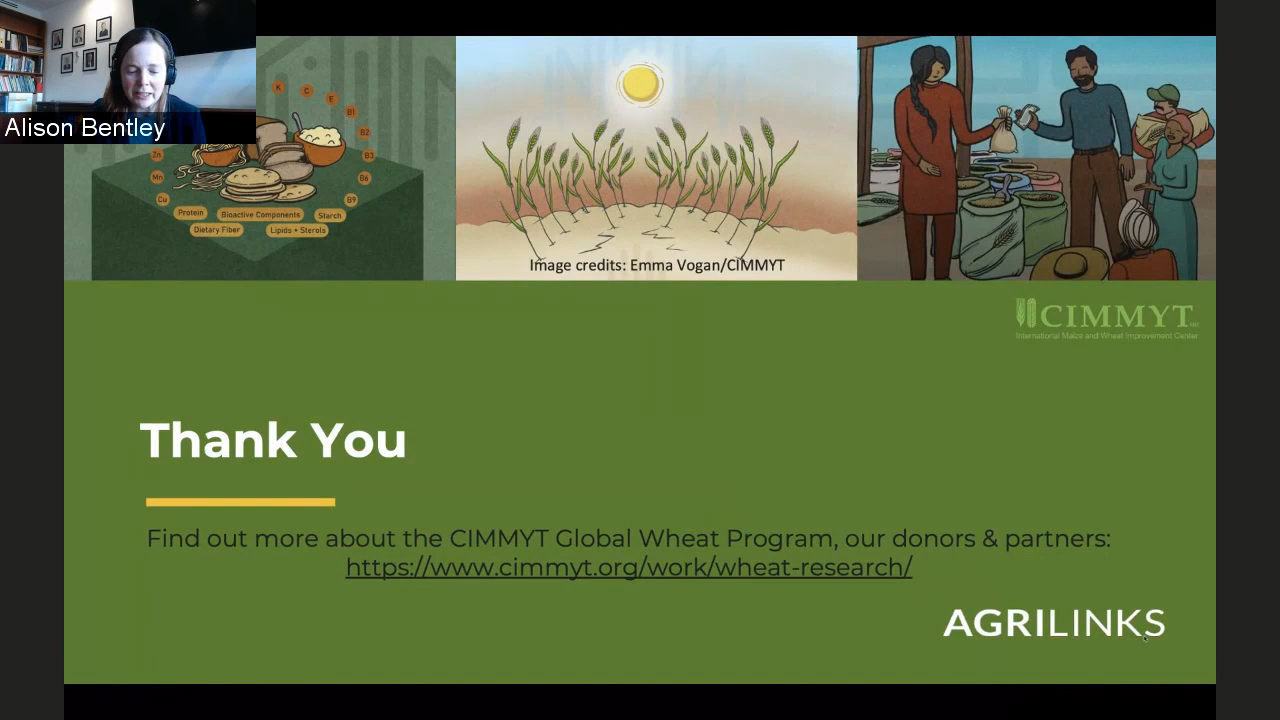 Alison Bentley
K
C
E
B1
B2
B3
B6
B9
Zn
Mn
Cu
Protein
Bioactive Components
Starch
Dietary Fiber
Lipids + Sterols
Image credits: Emma Vogan/CIMMYT
CIMMYT
International Maize and Wheat Improvement Center
Thank You
Find out more about the CIMMYT Global Wheat Program, our donors & partners:
https://www.cimmyt.org/work/wheat-research/
AGRILINKS